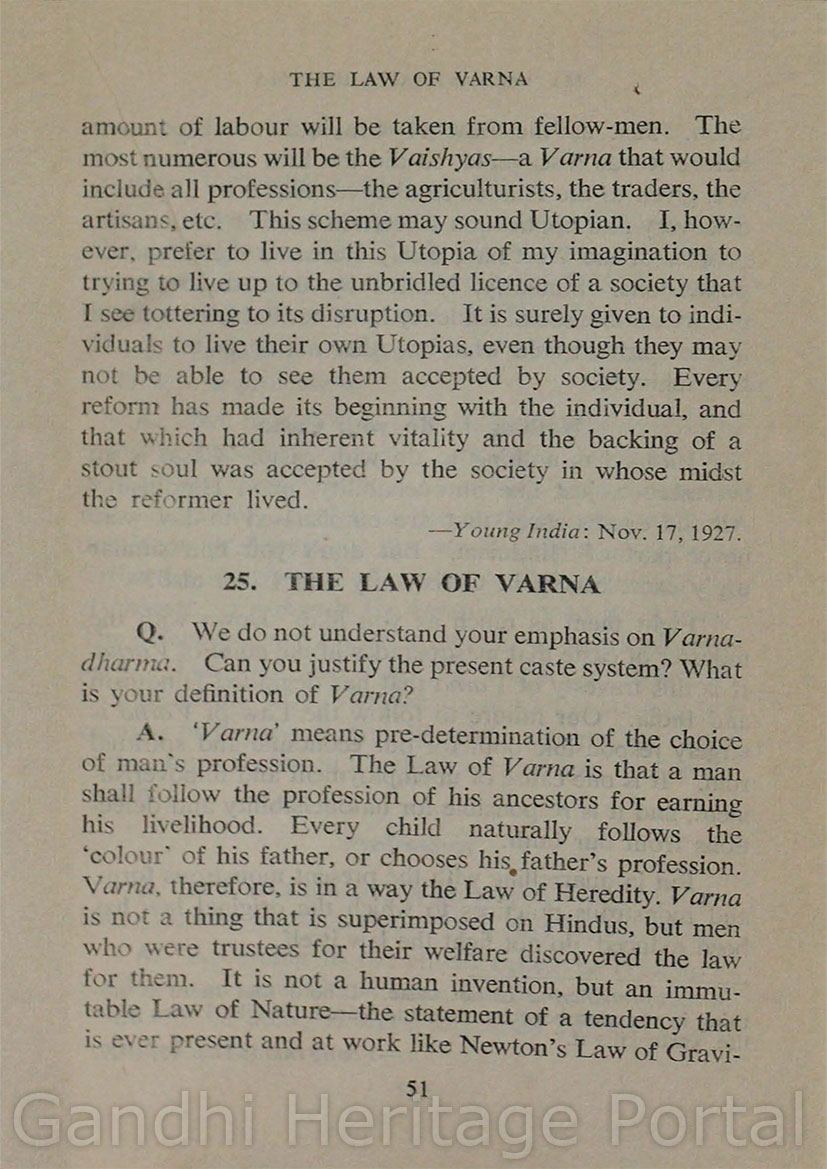 THE LAW OF VARNA
amount of labour will be taken from fellow-men. The
most numerous will be the Vaishyas—a Varna that would
include all professions—the agriculturists, the traders, the
artisans, etc. This scheme may sound Utopian. I, how-
ever, prefer to live in this Utopia of my imagination to
trying to live up to the unbridled licence of a society that
I see tottering to its disruption. It is surely given to indi-
viduals to live their own Utopias, even though they may
not be able to see them accepted by society. Every
reform has made its beginning with the individual, and
that which had inherent vitality and the backing of a
stout soul was accepted by the society in whose midst
the reformer lived.
—Young India: Nov. 17, 1927.
25. THE LAW OF VARNA
Q. We do not understand your emphasis on Varna-
dharma. Can you justify the present caste system? What
is your definition of Varna?
A. ‘Varna’ means pre-determination of the choice
of man's profession. The Law of Varna is that a man
shall follow the profession of his ancestors for earning
his livelihood. Every child naturally follows the
‘colour’ of his father, or chooses his father's profession.
Varna, therefore, is in a way the Law of Heredity. Varna
is not a thing that is superimposed on Hindus, but men
who were trustees for their welfare discovered the law
for them. It is not a human invention, but an immu-
table Law of Nature—the statement of a tendency that
is ever present and at work like Newton's Law of Gravi-
51
Gandhi Heritage Portal